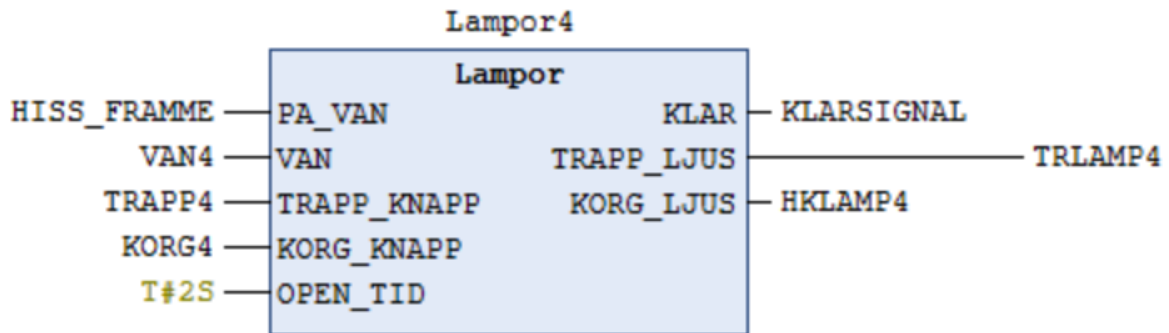 Lampor4
Lampor
HISS_FRAMME PA_VAN KLAR KLARSIGNAL
VAN4 VAN TRAPP_LJUS TRLAMP4
TRAPP4 TRAPP_KNAPP KORG_LJUS HKLAMP4
KORG4 KORG_KNAPP
T#2S OPEN_TID